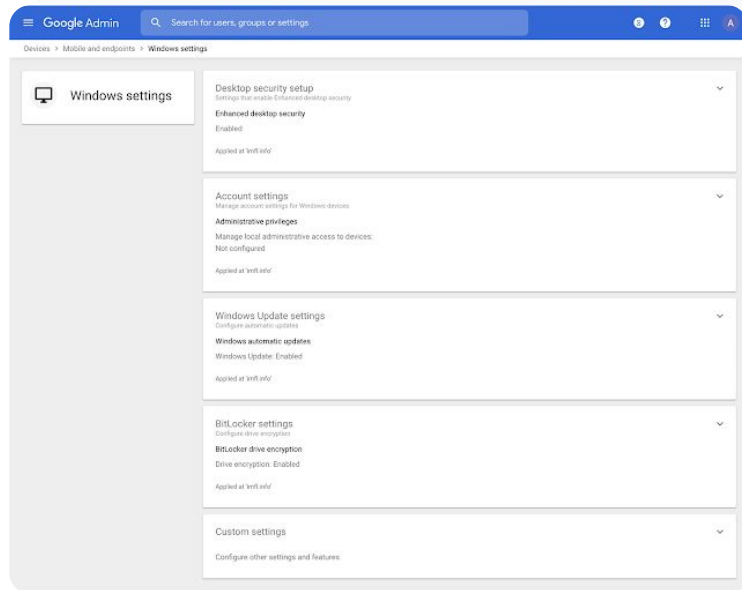 Google Admin
Search for users, groups or settings
A
Devices > Mobile and endpoints > Windows settings
Windows settings
Desktop security setup
Settings that enable Enhanced desktop security
Enhanced desktop security
Enabled
Applied at 'imfl.info'
Account settings
Manage account settings for Windows devices
Administrative privileges
Manage local administrative access to devices:
Not configured
Applied at 'imfl.info'
Windows Update settings
Configure automatic updates
Windows automatic updates
Windows Update: Enabled
Applied at 'imfl.info'
BitLocker settings
Configure drive encryption
BitLocker drive encryption
Drive encryption: Enabled
Applied at 'imfl.info'
Custom settings
Configure other settings and features